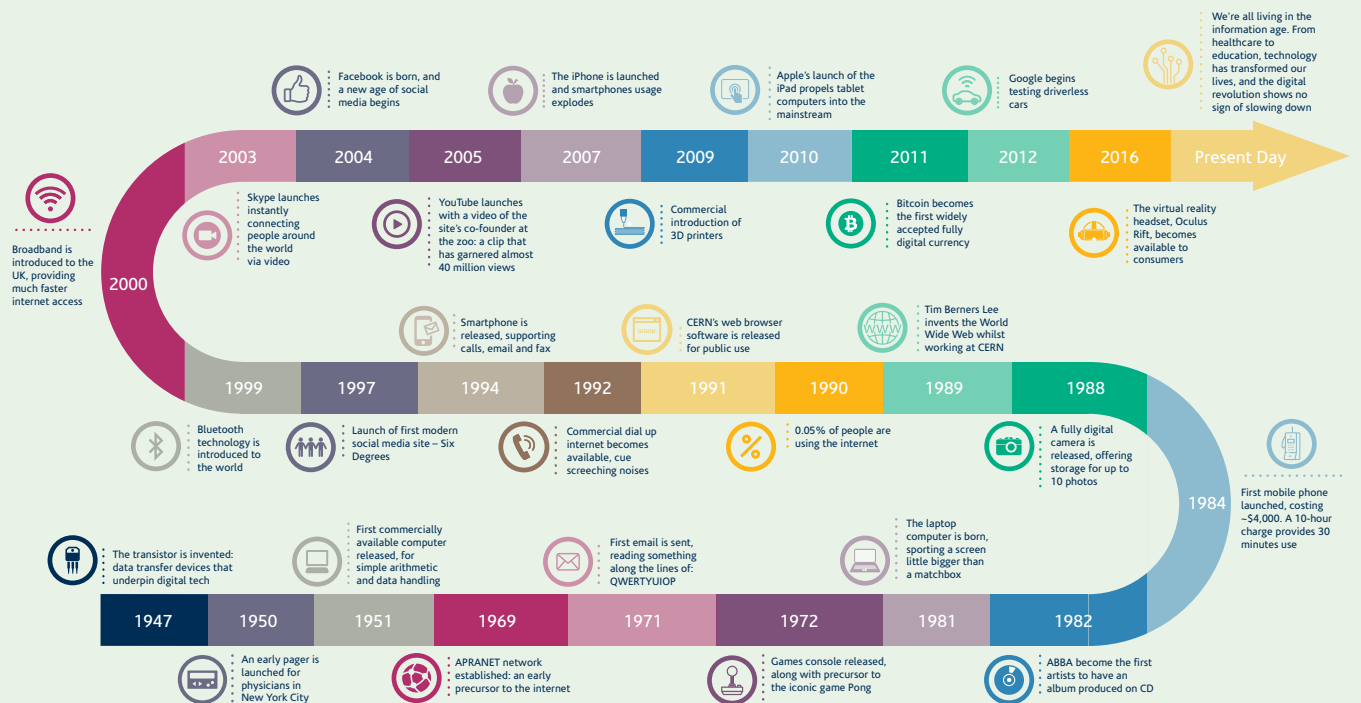 We're all living in the
information age. From
healthcare to
education, technology
has transformed our
lives, and the digital
revolution shows no
sign of slowing down
Facebook is born, and
a new age of social
media begins
The iPhone is launched
and smartphones usage
explodes
Apple's launch of the
iPad propels tablet
computers into the
mainstream
Google begins
testing driverless
cars
2003
2004
2005
2007
2009
2010
2011
2012
2016
Present Day
Broadband is
introduced to the
UK, providing
much faster
internet access
2000
Skype launches
instantly
connecting
people around
the world
via video
YouTube launches
with a video of the
site's co-founder at
the zoo: a clip that
has garnered almost
40 million views
Commercial
introduction of
3D printers
Bitcoin becomes
the first widely
accepted fully
digital currency
The virtual reality
headset, Oculus
Rift, becomes
available to
consumers
Smartphone is
released, supporting
calls, email and fax
www
CERN's web browser
software is released
for public use
WWW
Tim Berners Lee
invents the World
Wide Web whilst
working at CERN
1999
1997
1994
1992
1991
1990
1989
1988
Bluetooth
technology is
introduced to
the world
Launch of first modern
social media site – Six
Degrees
Commercial dial up
internet becomes
available, cue
screeching noises
%
0.05% of people are
using the internet
A fully digital
camera is
released, offering
storage for up to
10 photos
1984
First mobile phone
launched, costing
~$4,000. A 10-hour
charge provides 30
minutes use
The transistor is invented:
data transfer devices that
underpin digital tech
First commercially
available computer
released, for
simple arithmetic
and data handling
First email is sent,
reading something
along the lines of:
QWERTYUIOP
The laptop
computer is born,
sporting a screen
little bigger than
a matchbox
1947
1950
1951
1969
1971
1972
1981
1982
An early pager is
launched for
physicians in
New York City
APRANET network
established: an early
precursor to the internet
Games console released,
along with precursor to
the iconic game Pong
ABBA become the first
artists to have an
album produced on CD